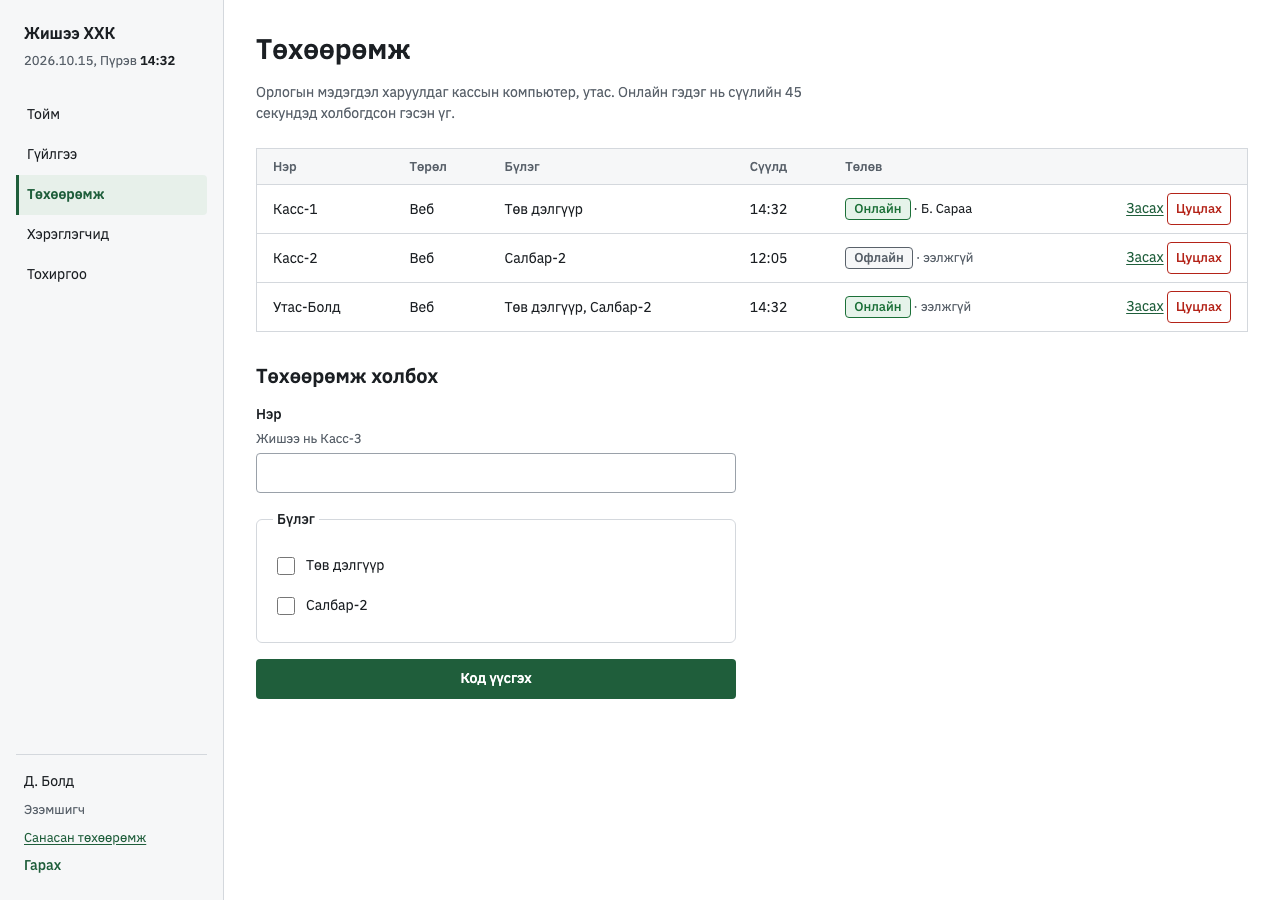 Жишээ ХХК
2026.10.15, Пүрэв 14:32
Тойм
Гүйлгээ
Төхөөрөмж
Хэрэглэгчид
Тохиргоо
Д. Болд
Эзэмшигч
Санасан төхөөрөмж
Гарах
Төхөөрөмж
Орлогын мэдэгдэл харуулдаг кассын компьютер, утас. Онлайн гэдэг нь сүүлийн 45
секундэд холбогдсон гэсэн үг.
Нэр Төрөл Бүлэг Сүүлд Төлөв
Касс-1 Веб Төв дэлгүүр 14:32 Онлайн · Б. Сараа Засах Цуцлах
Касс-2 Веб Салбар-2 12:05 Офлайн · ээлжгүй Засах Цуцлах
Утас-Болд Веб Төв дэлгүүр, Салбар-2 14:32 Онлайн · ээлжгүй Засах Цуцлах
Төхөөрөмж холбох
Нэр
Жишээ нь Касс-3
Бүлэг
Төв дэлгүүр
Салбар-2
Код үүсгэх